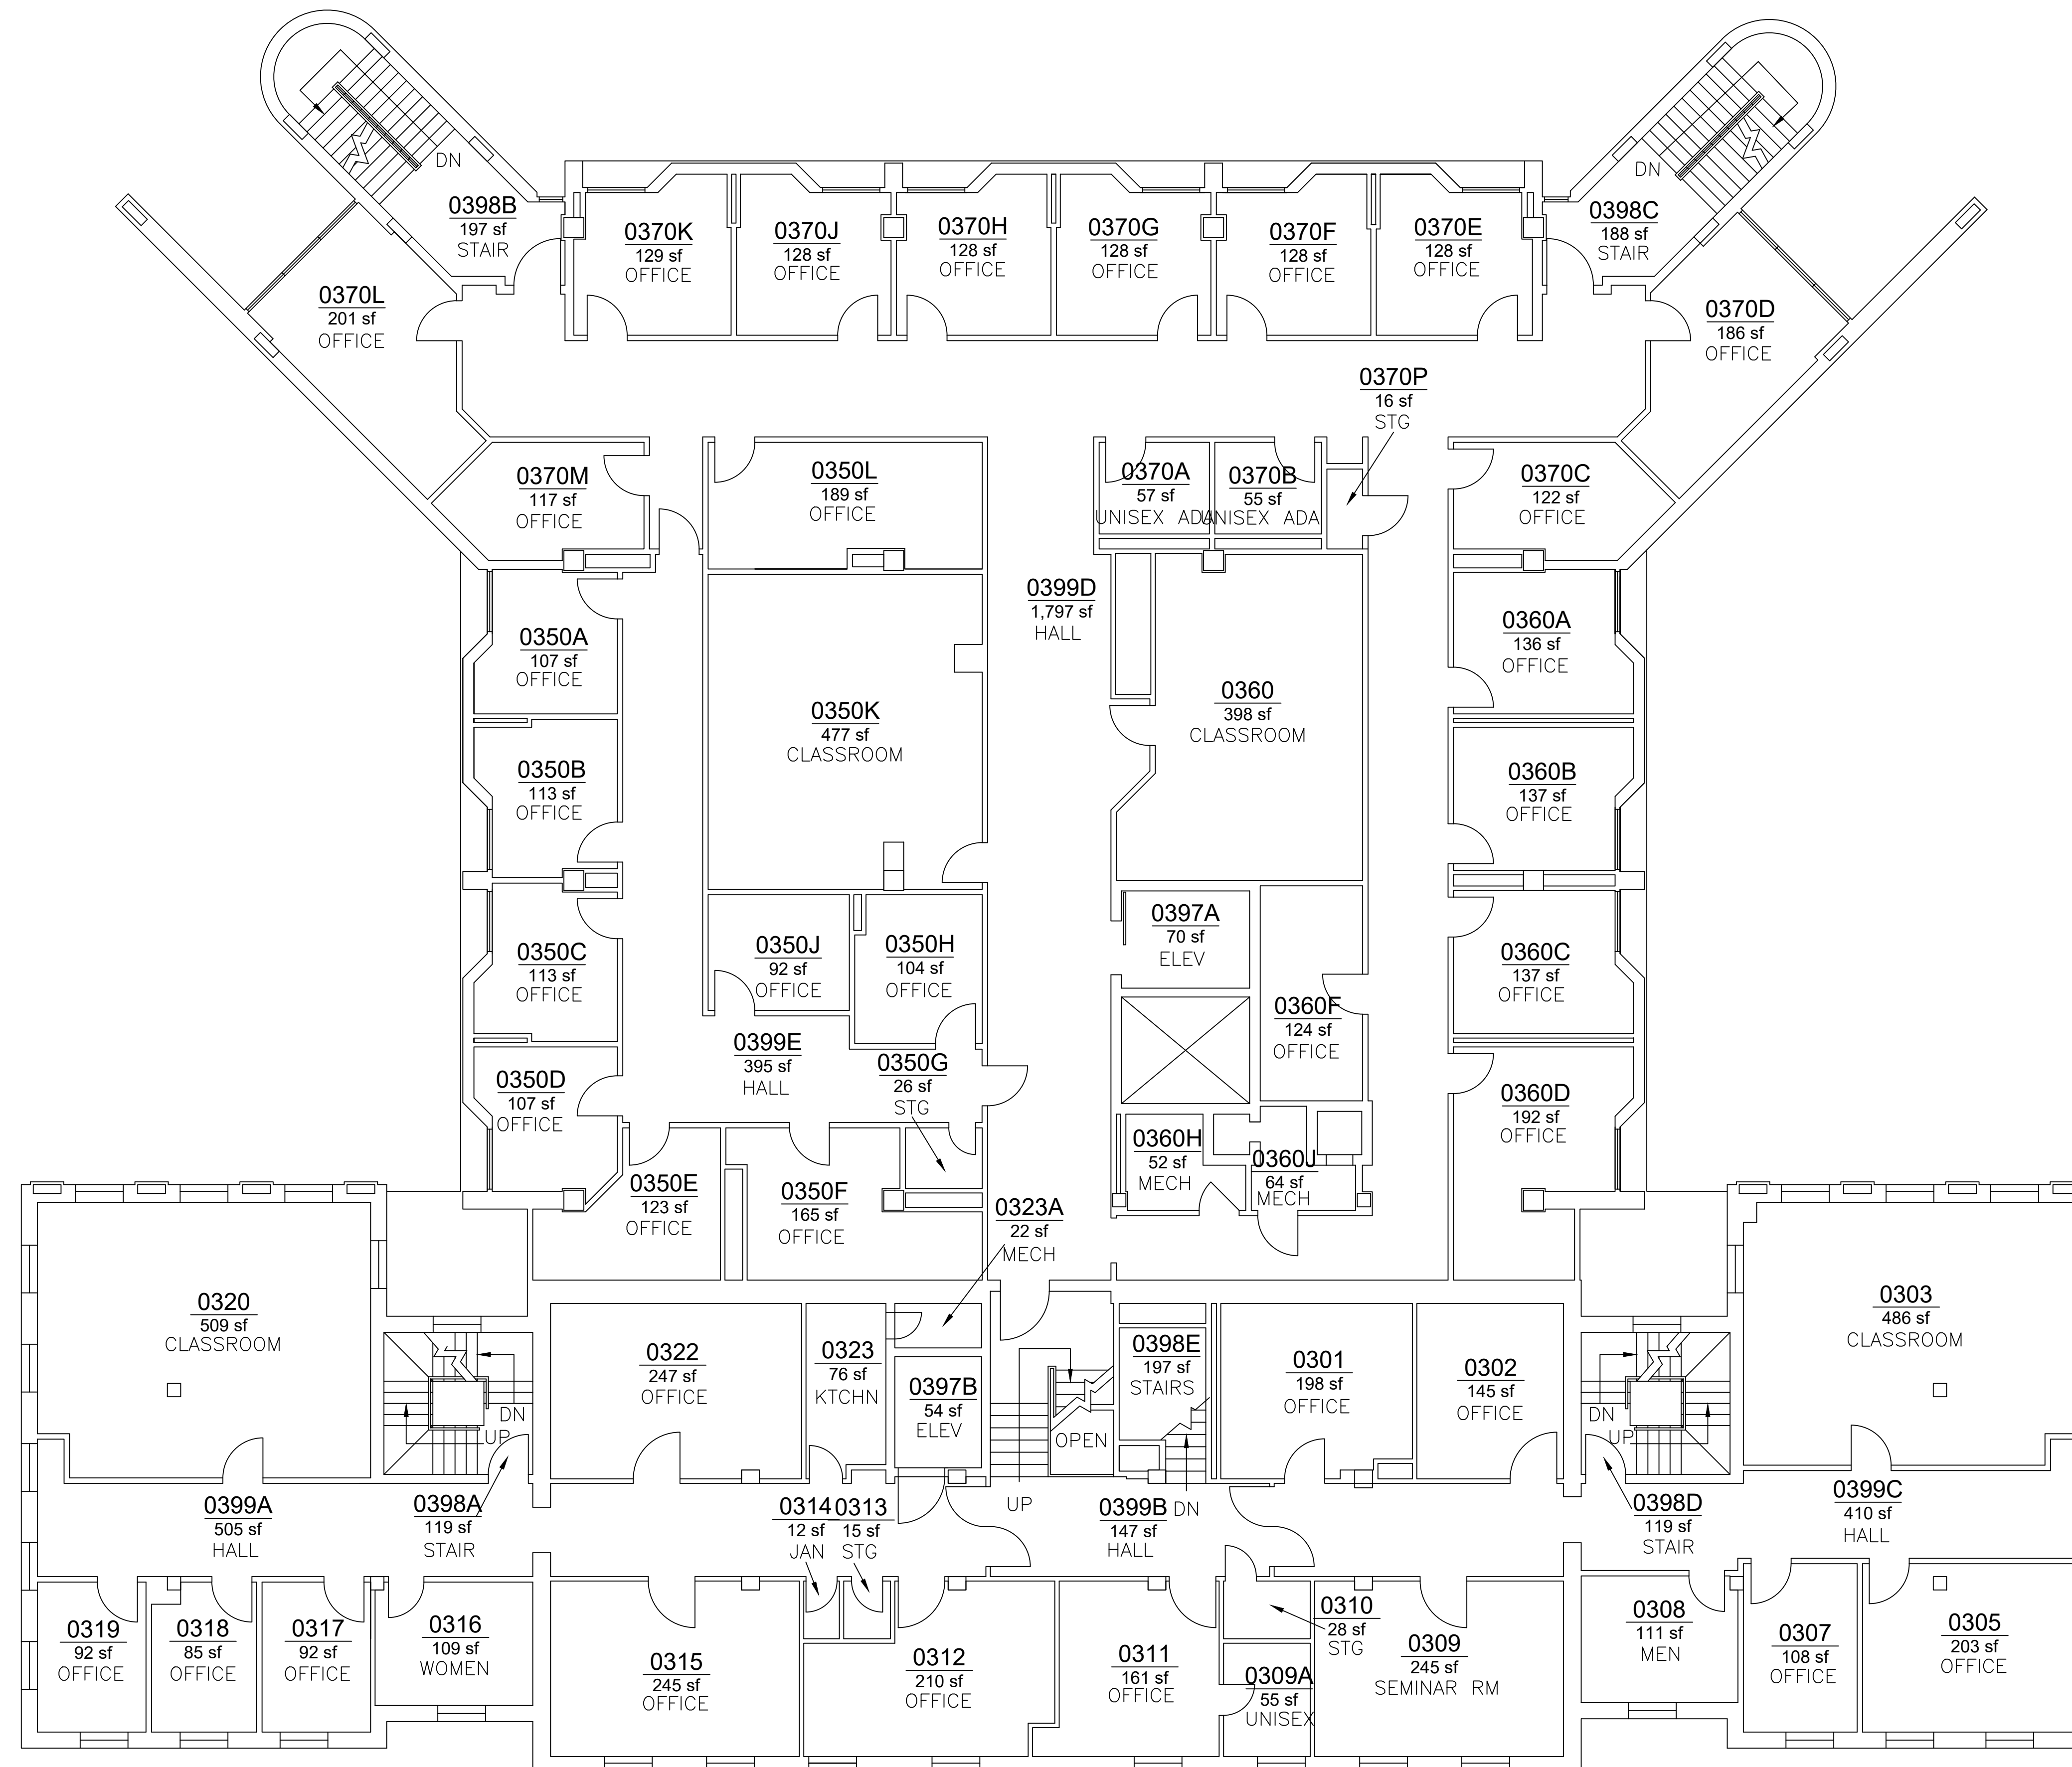 DN
0398B
197 sf
STAIR
DN
0398C
188 sf
STAIR
0370K
129 sf
OFFICE
0370J
128 sf
OFFICE
0370H
128 sf
OFFICE
0370G
128 sf
OFFICE
0370F
128 sf
OFFICE
0370E
128 sf
OFFICE
0370L
201 sf
OFFICE
0370D
186 sf
OFFICE
0370P
16 sf
STG
0370M
117 sf
OFFICE
0350L
189 sf
OFFICE
0370A
57 sf
UNISEX ADA
0370B
55 sf
UNISEX ADA
0370C
122 sf
OFFICE
0399D
1,797 sf
HALL
0350A
107 sf
OFFICE
0360A
136 sf
OFFICE
0350K
477 sf
CLASSROOM
0360
398 sf
CLASSROOM
0350B
113 sf
OFFICE
0360B
137 sf
OFFICE
0350C
113 sf
OFFICE
0350J
92 sf
OFFICE
0350H
104 sf
OFFICE
0397A
70 sf
ELEV
0360C
137 sf
OFFICE
0360F
124 sf
OFFICE
0399E
395 sf
HALL
0350G
26 sf
STG
0350D
107 sf
OFFICE
0360D
192 sf
OFFICE
0360H
52 sf
MECH
0360J
64 sf
MECH
0350E
123 sf
OFFICE
0350F
165 sf
OFFICE
0323A
22 sf
MECH
0320
509 sf
CLASSROOM
0303
486 sf
CLASSROOM
0322
247 sf
OFFICE
0323
76 sf
KTCHN
0397B
54 sf
ELEV
0398E
197 sf
STAIRS
0301
198 sf
OFFICE
0302
145 sf
OFFICE
DN
UP
OPEN
DN
UP
0399A
505 sf
HALL
0398A
119 sf
STAIR
0314
12 sf
JAN
0313
15 sf
STG
UP
0399B
147 sf
HALL
DN
0398D
119 sf
STAIR
0399C
410 sf
HALL
0319
92 sf
OFFICE
0318
85 sf
OFFICE
0317
92 sf
OFFICE
0316
109 sf
WOMEN
0315
245 sf
OFFICE
0312
210 sf
OFFICE
0311
161 sf
OFFICE
0310
28 sf
STG
0309A
55 sf
UNISEX
0309
245 sf
SEMINAR RM
0308
111 sf
MEN
0307
108 sf
OFFICE
0305
203 sf
OFFICE